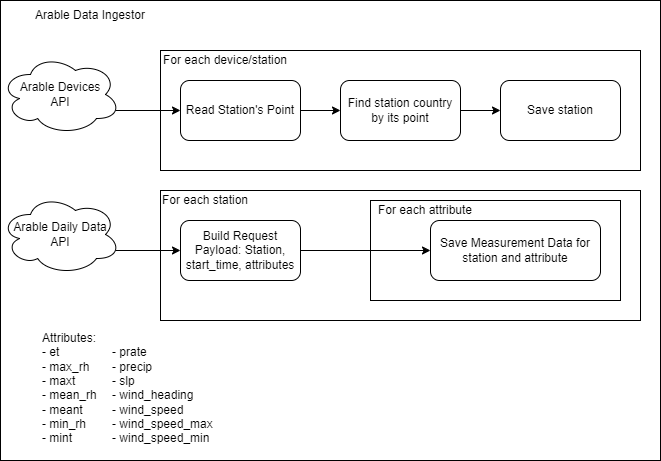 Arable Data Ingestor
For each device/station
Arable Devices
API
Read Station's Point
Find station country
by its point
Save station
For each station
Arable Daily Data
API
Build Request
Payload: Station,
start_time, attributes
For each attribute
Save Measurement Data for
station and attribute
Attributes:
- et - prate
- max_rh - precip
- maxt - slp
- mean_rh - wind_heading
- meant - wind_speed
- min_rh - wind_speed_max
- mint - wind_speed_min